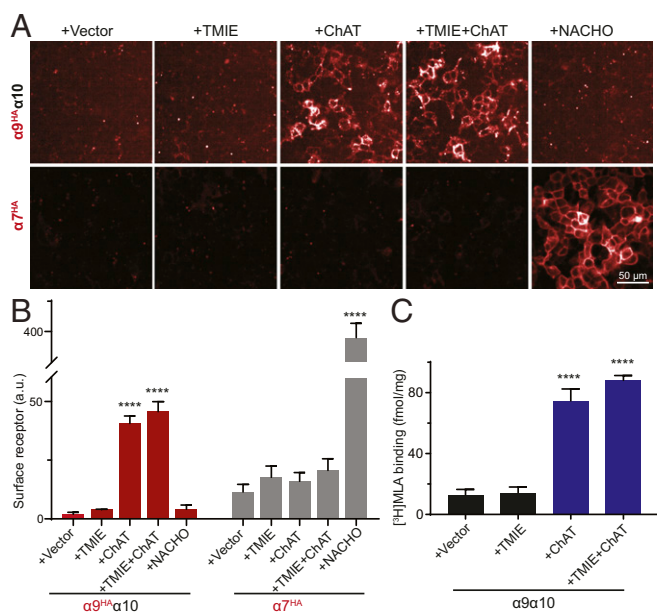 A
+Vector +TMIE +ChAT +TMIE+ChAT +NACHO
α9HAα10
α7HA
50 µm
B
Surface receptor (a.u.)
400
50
0
****
****
****
+Vector
+TMIE
+ChAT
+TMIE+ChAT
+NACHO
+Vector
+TMIE
+ChAT
+TMIE+ChAT
+NACHO
α9HAα10
α7HA
C
[³H]MLA binding (fmol/mg)
80
40
0
****
****
+Vector
+TMIE
+ChAT
+TMIE+ChAT
α9α10